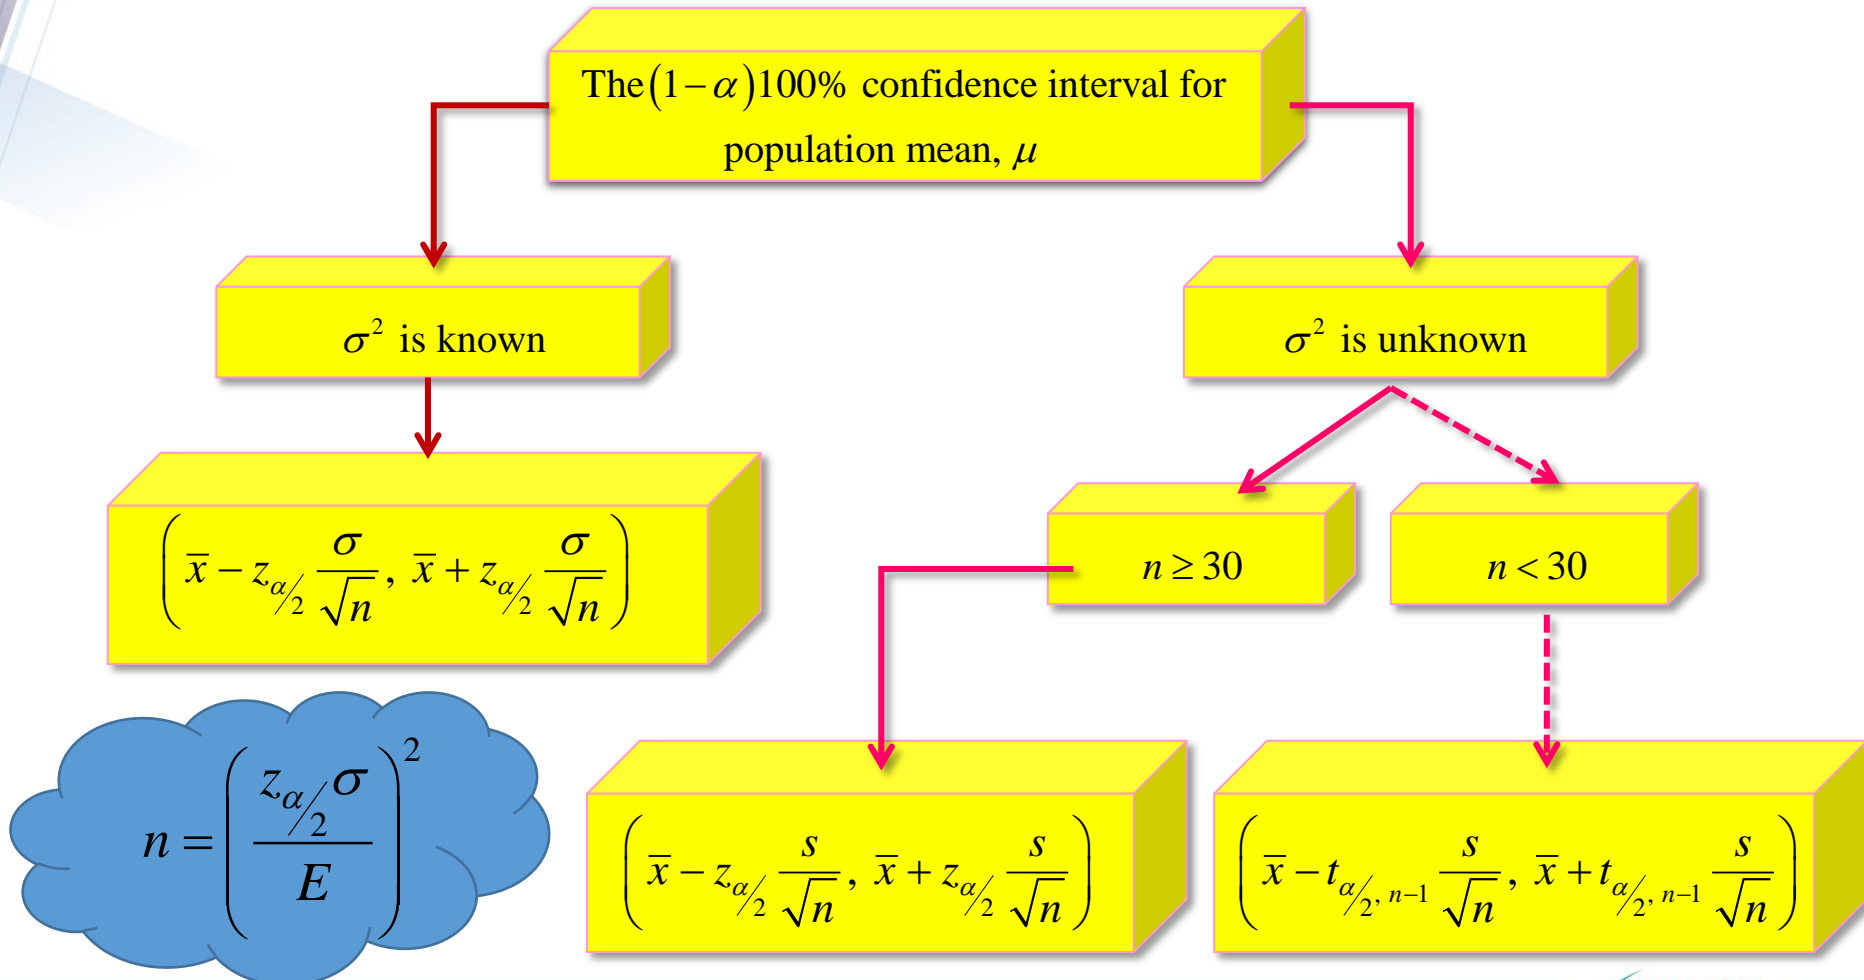 The (1−α)100% confidence interval for
population mean, μ
σ² is known
σ² is unknown
(x̄ − z_{α/2} σ/√n, x̄ + z_{α/2} σ/√n)
n ≥ 30
n < 30
n = (z_{α/2} σ / E)²
(x̄ − z_{α/2} s/√n, x̄ + z_{α/2} s/√n)
(x̄ − t_{α/2, n−1} s/√n, x̄ + t_{α/2, n−1} s/√n)